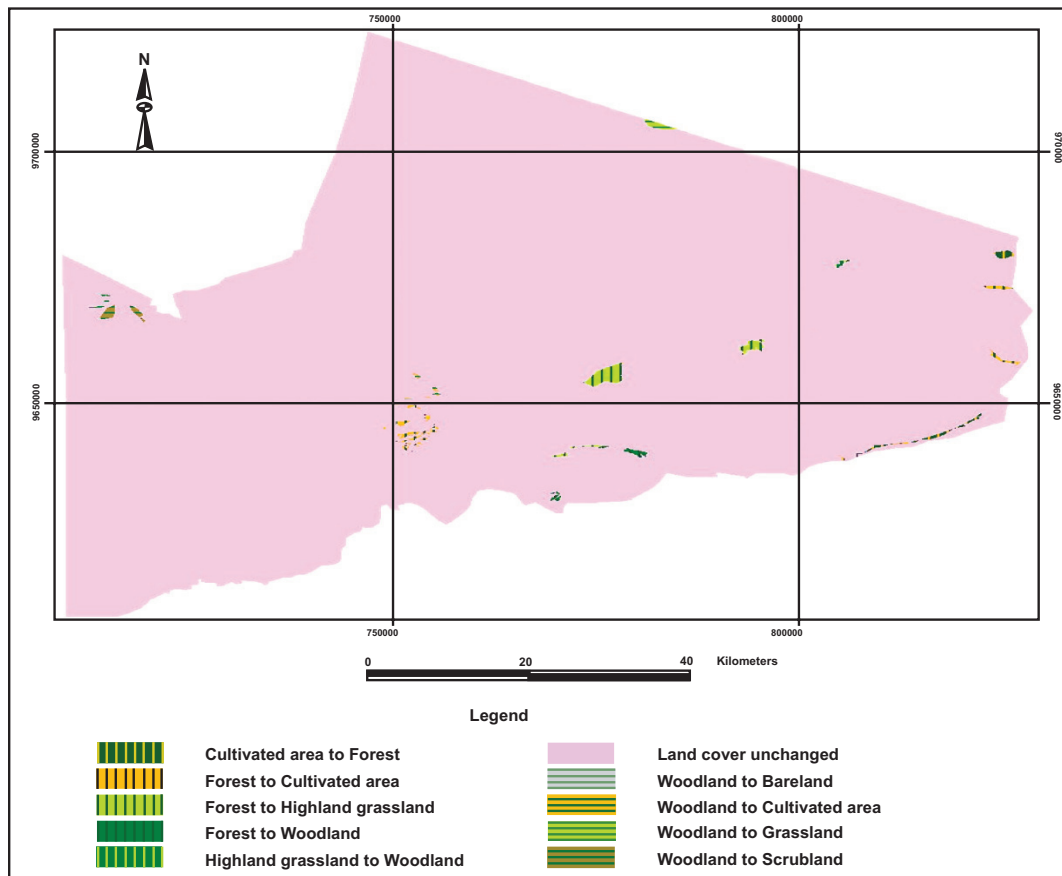 750000 800000
N
9700000 970000
9650000 9650000
750000 800000
0 20 40 Kilometers
Legend
Cultivated area to Forest
Forest to Cultivated area
Forest to Highland grassland
Forest to Woodland
Highland grassland to Woodland
Land cover unchanged
Woodland to Bareland
Woodland to Cultivated area
Woodland to Grassland
Woodland to Scrubland